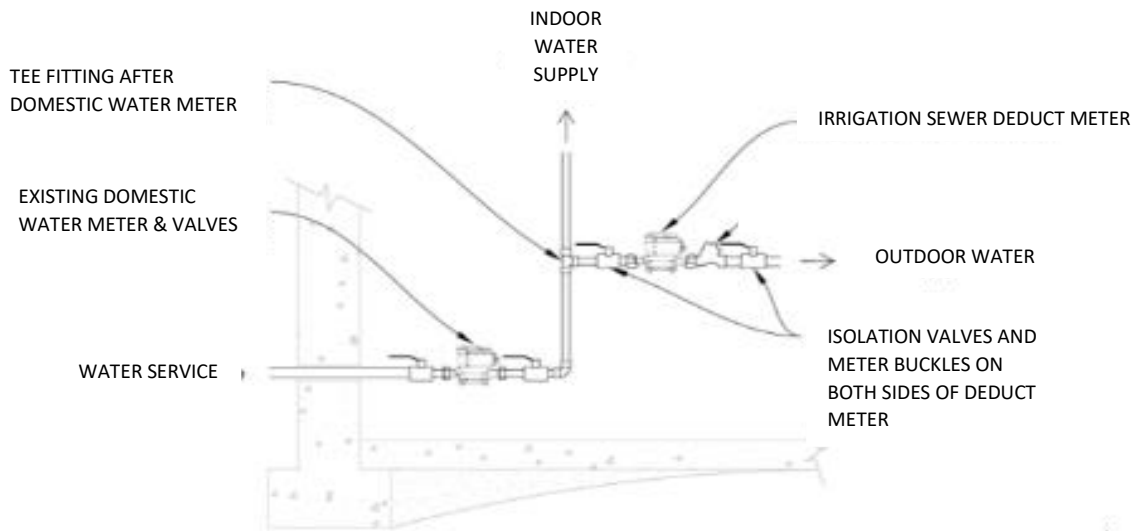 INDOOR
WATER
SUPPLY
TEE FITTING AFTER
DOMESTIC WATER METER
IRRIGATION SEWER DEDUCT METER
EXISTING DOMESTIC
WATER METER & VALVES
OUTDOOR WATER
ISOLATION VALVES AND
METER BUCKLES ON
BOTH SIDES OF DEDUCT
METER
WATER SERVICE